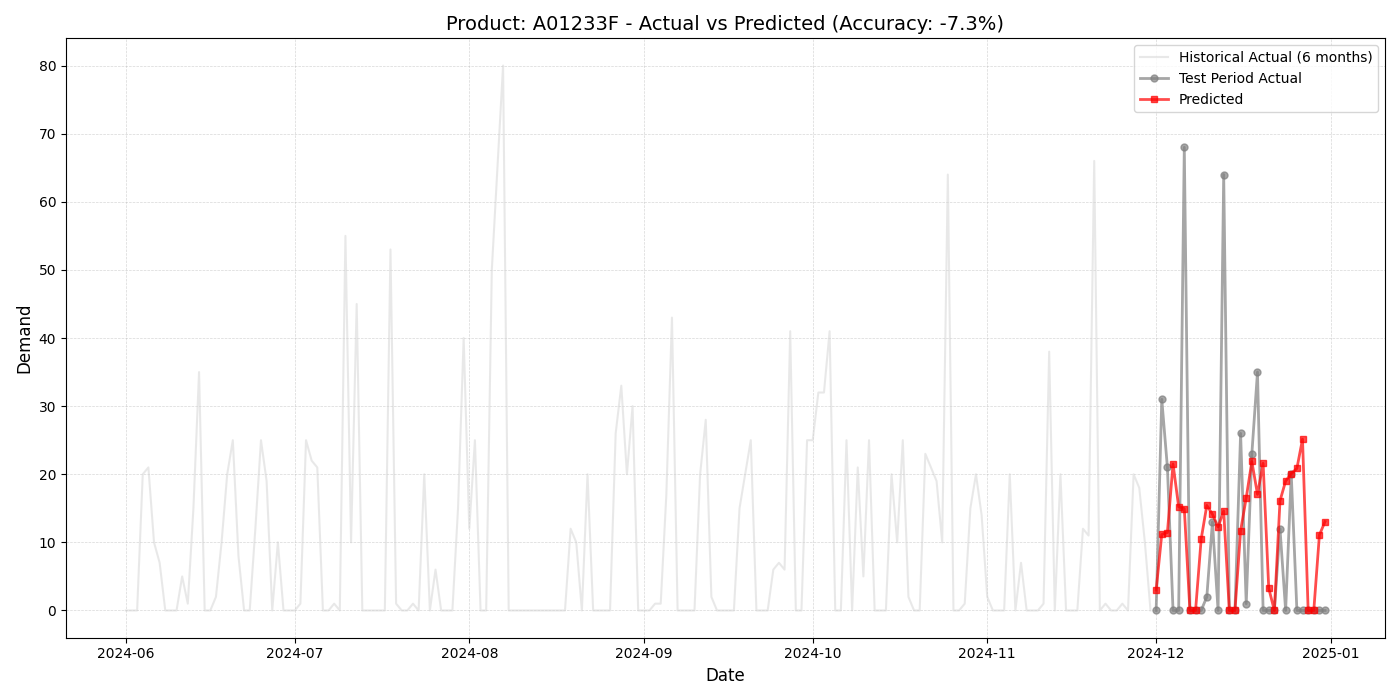 Product: A01233F - Actual vs Predicted (Accuracy: -7.3%)
Historical Actual (6 months)
Test Period Actual
Predicted
Demand
80
70
60
50
40
30
20
10
0
2024-06 2024-07 2024-08 2024-09 2024-10 2024-11 2024-12 2025-01
Date